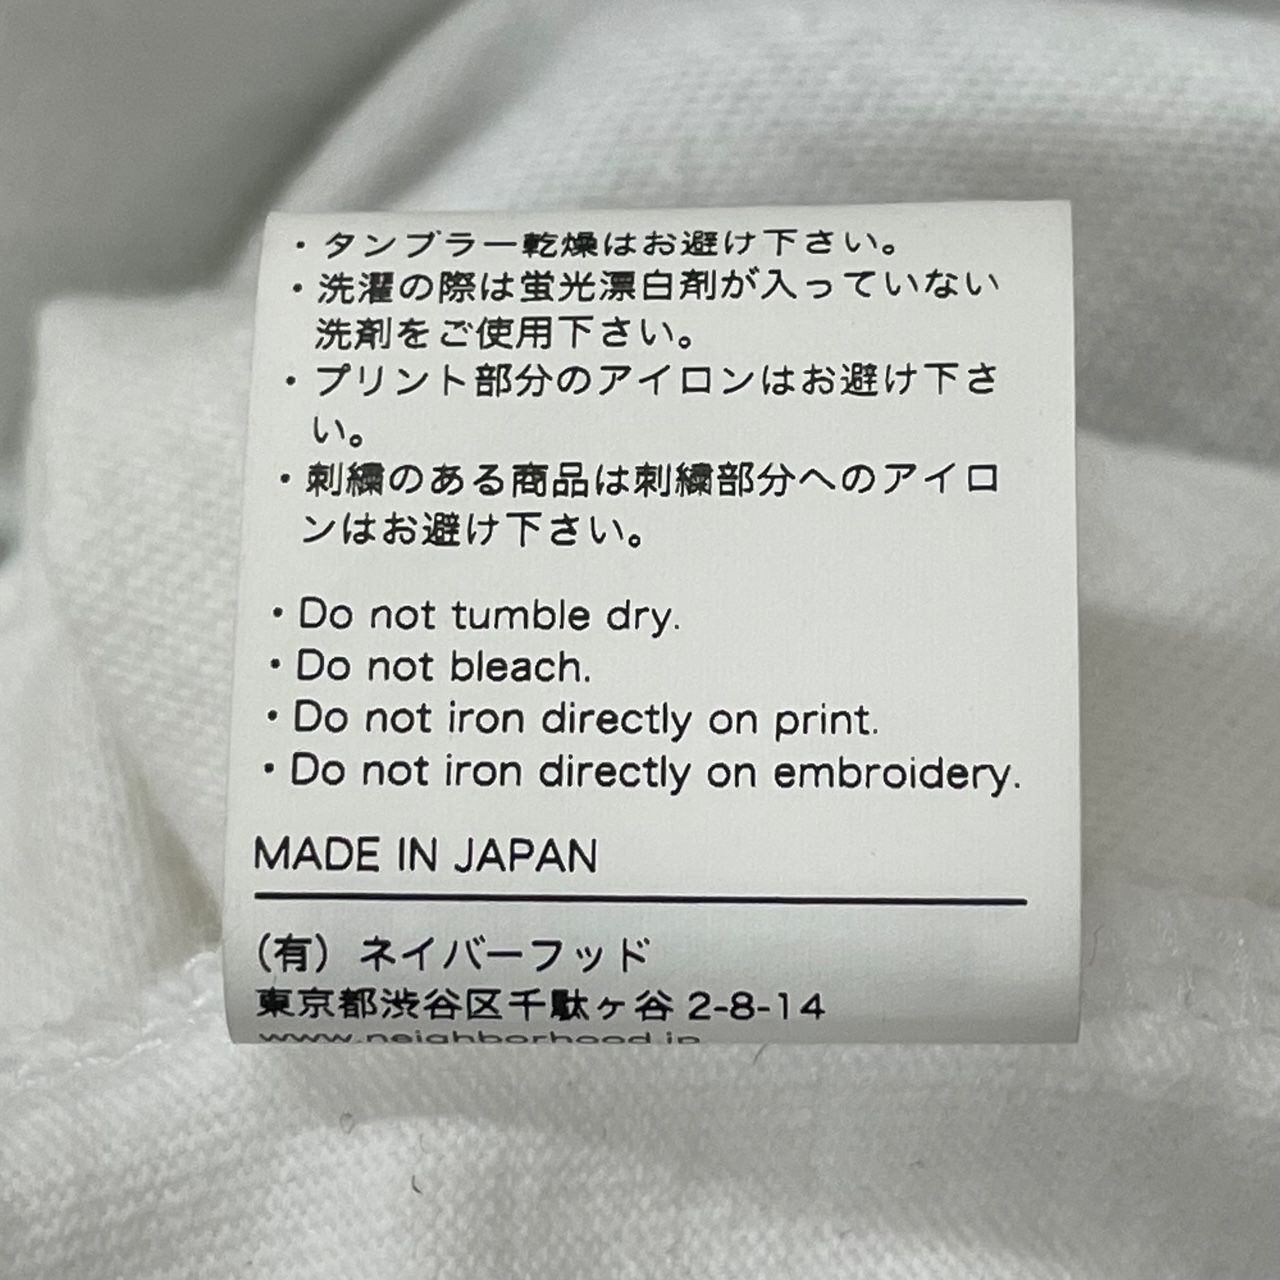 ・タンブラー乾燥はお避け下さい。
・洗濯の際は蛍光漂白剤が入っていない
洗剤をご使用下さい。
・プリント部分のアイロンはお避け下さ
い。
・刺繍のある商品は刺繍部分へのアイロ
ンはお避け下さい。
・Do not tumble dry.
・Do not bleach.
・Do not iron directly on print.
・Do not iron directly on embroidery.
MADE IN JAPAN
（有）ネイバーフッド
東京都渋谷区千駄ヶ谷 2-8-14
www.neighborhood.jp